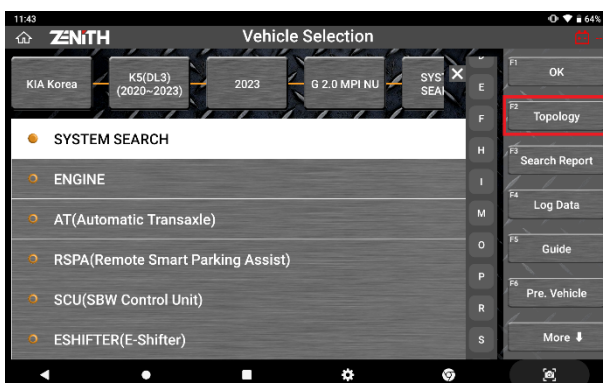 11:43
64%
ZENITH
Vehicle Selection
KIA Korea
K5(DL3)
(2020~2023)
2023
G 2.0 MPI NU
SYS
SEA
SYSTEM SEARCH
ENGINE
AT(Automatic Transaxle)
RSPA(Remote Smart Parking Assist)
SCU(SBW Control Unit)
ESHIFTER(E-Shifter)
E
F
H
I
M
O
P
R
S
F1
OK
F2
Topology
F3
Search Report
F4
Log Data
F5
Guide
F6
Pre. Vehicle
More